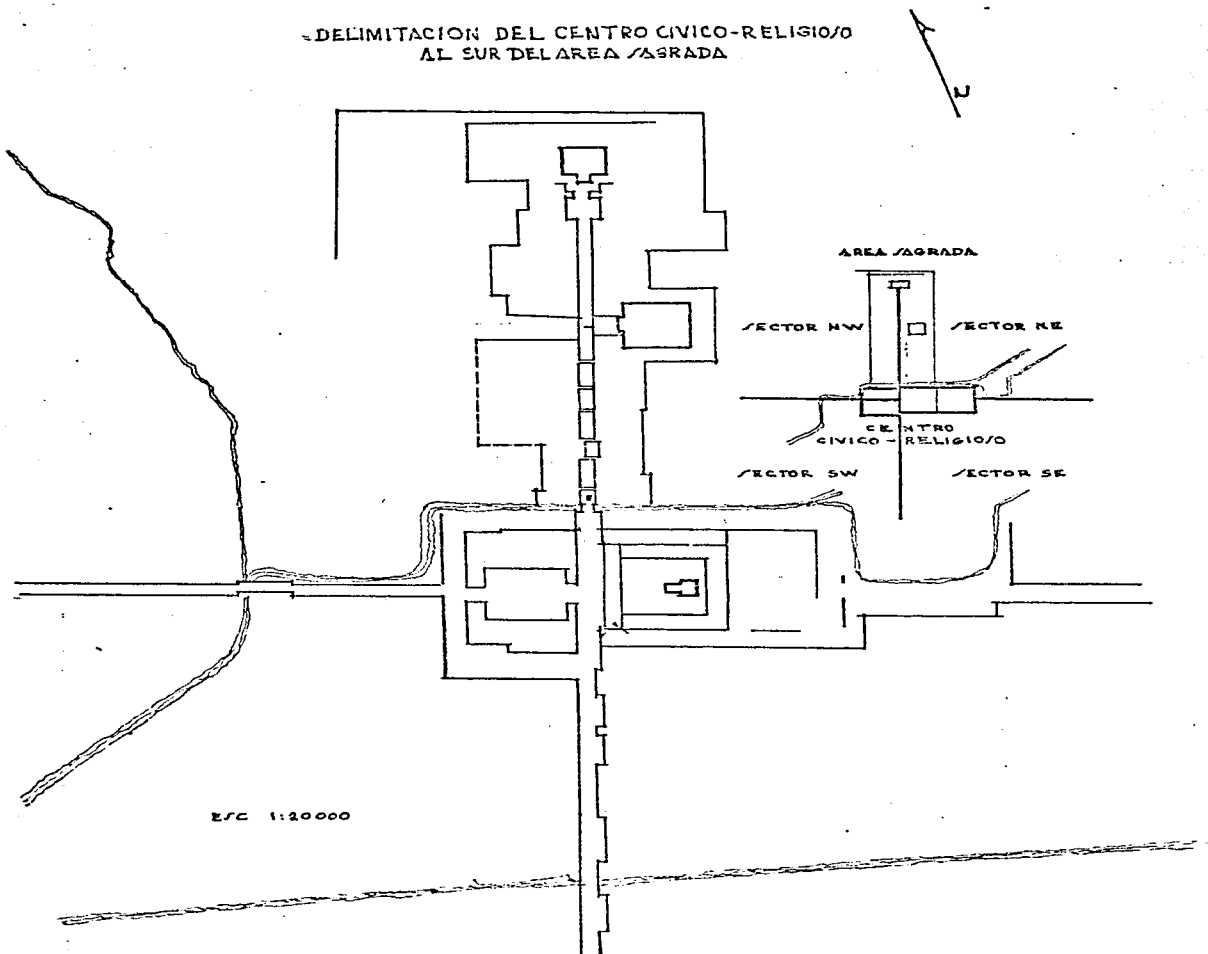 DELIMITACION DEL CENTRO CIVICO-RELIGIOSO
AL SUR DEL AREA SAGRADA
N
AREA SAGRADA
SECTOR NW
SECTOR NE
CENTRO
CIVICO-RELIGIOSO
SECTOR SW
SECTOR SE
ESC 1:20000